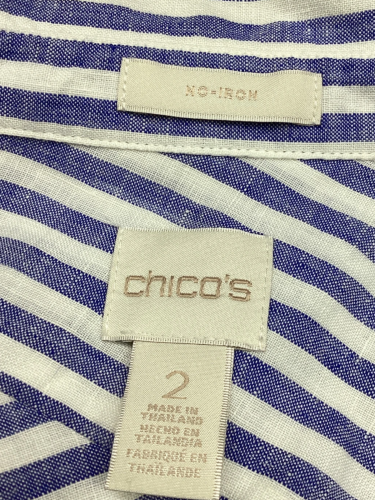 NO-IRON
chico's
2
MADE IN
THAILAND
HECHO EN
TAILANDIA
FABRIQUÉ EN
THAÏLANDE